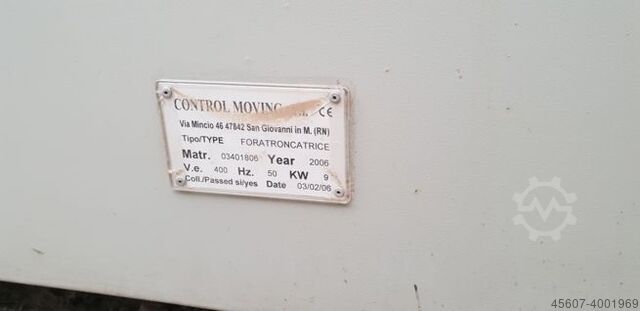 CONTROL MOVING
CE
Via Mincio 46 47842 San Giovanni in M. (RN)
Tipo/TYPE FORATRONCATRICE
Matr. 03401806 Year 2006
V.e. 400 Hz. 50 KW 9
Coll./Passed si/yes Date 03/02/06
45607-4001969